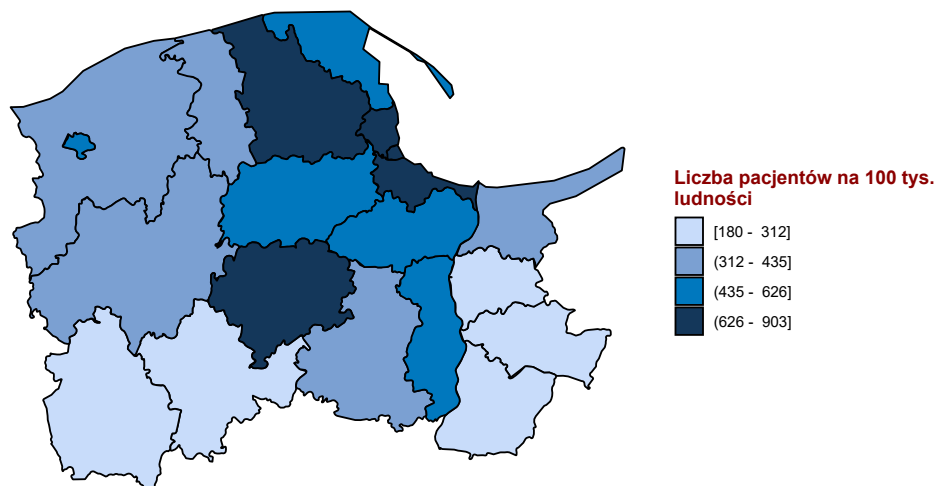 Liczba pacjentów na 100 tys.
ludności
[180 - 312]
(312 - 435]
(435 - 626]
(626 - 903]